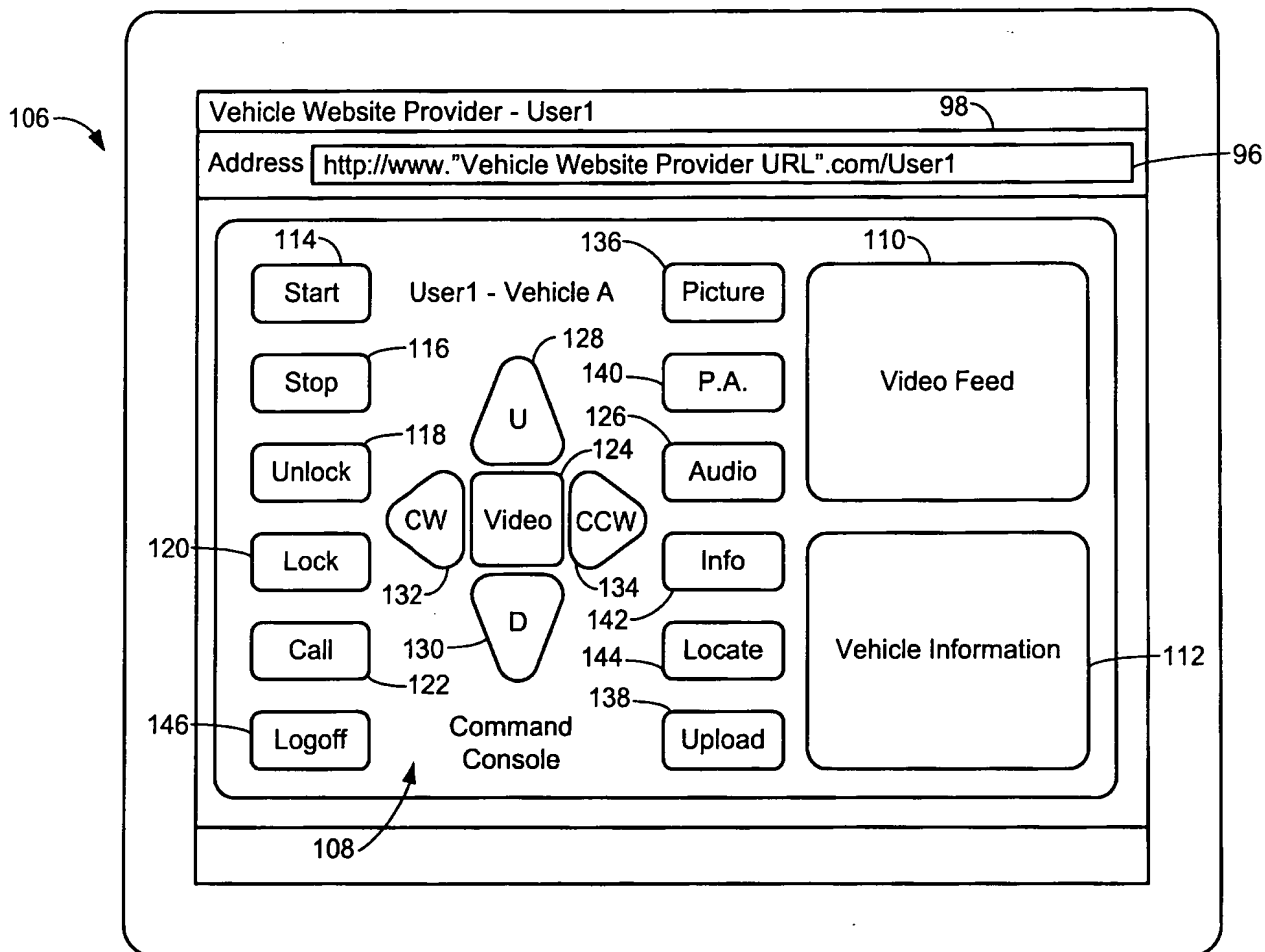 106
Vehicle Website Provider - User1
98
Address http://www."Vehicle Website Provider URL".com/User1
96
114
136
110
Start
User1 - Vehicle A
Picture
Video Feed
116
128
Stop
140
P.A.
U
118
126
Unlock
124
Audio
CW
Video
CCW
120
Lock
132
134
Info
142
D
130
Call
122
144
Locate
Vehicle Information
112
138
146
Logoff
Command
Console
Upload
108